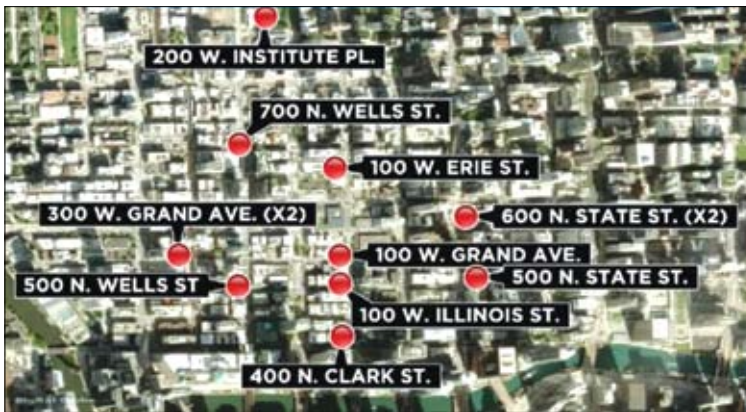 200 W. INSTITUTE PL.
700 N. WELLS ST.
100 W. ERIE ST.
300 W. GRAND AVE. (X2)
600 N. STATE ST. (X2)
100 W. GRAND AVE.
500 N. WELLS ST
500 N. STATE ST.
100 W. ILLINOIS ST.
400 N. CLARK ST.